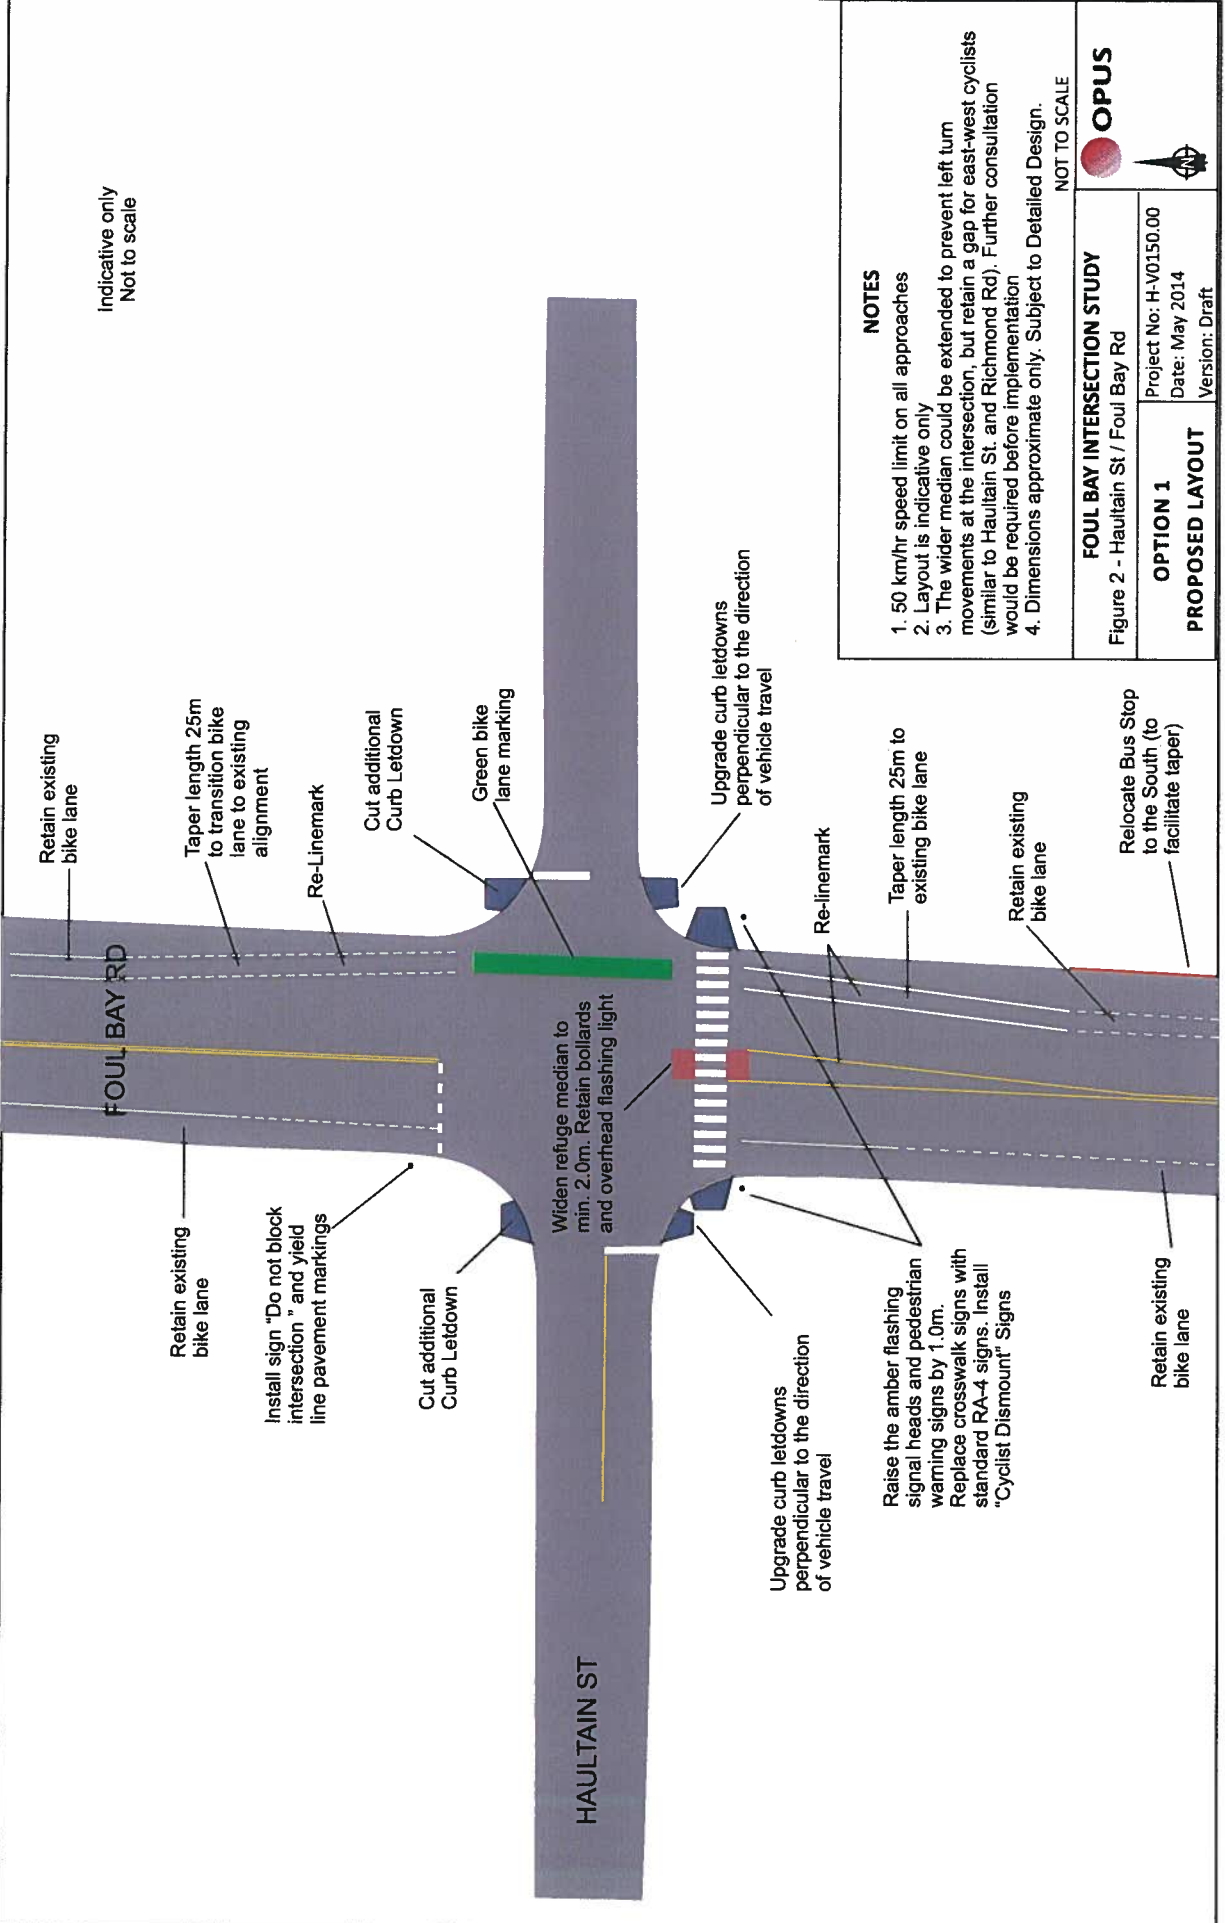 Indicative only
Not to scale
Retain existing
bike lane
Taper length 25m
to transition bike
lane to existing
alignment
Re-Linemark
Cut additional
Curb Letdown
Green bike
lane marking
FOUL BAY RD
Retain existing
bike lane
Install sign "Do not block
intersection " and yield
line pavement markings
Cut additional
Curb Letdown
Widen refuge median to
min. 2.0m. Retain bollards
and overhead flashing light
HAULTAIN ST
Upgrade curb letdowns
perpendicular to the direction
of vehicle travel
Re-linemark
Taper length 25m to
existing bike lane
Retain existing
bike lane
Relocate Bus Stop
to the South (to
facilitate taper)
Upgrade curb letdowns
perpendicular to the direction
of vehicle travel
Raise the amber flashing
signal heads and pedestrian
warning signs by 1.0m.
Replace crosswalk signs with
standard RA-4 signs. Install
"Cyclist Dismount" Signs
Retain existing
bike lane
NOTES
1. 50 km/hr speed limit on all approaches
2. Layout is indicative only
3. The wider median could be extended to prevent left turn
movements at the intersection, but retain a gap for east-west cyclists
(similar to Haultain St. and Richmond Rd). Further consultation
would be required before implementation
4. Dimensions approximate only. Subject to Detailed Design.
NOT TO SCALE
FOUL BAY INTERSECTION STUDY
Figure 2 - Haultain St / Foul Bay Rd
OPTION 1
PROPOSED LAYOUT
Project No: H-V0150.00
Date: May 2014
Version: Draft
OPUS
N